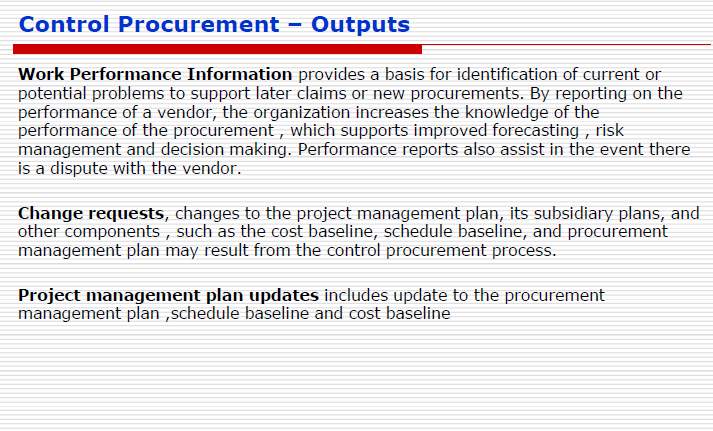 Control Procurement – Outputs
Work Performance Information provides a basis for identification of current or
potential problems to support later claims or new procurements. By reporting on the
performance of a vendor, the organization increases the knowledge of the
performance of the procurement , which supports improved forecasting , risk
management and decision making. Performance reports also assist in the event there
is a dispute with the vendor.
Change requests, changes to the project management plan, its subsidiary plans, and
other components , such as the cost baseline, schedule baseline, and procurement
management plan may result from the control procurement process.
Project management plan updates includes update to the procurement
management plan ,schedule baseline and cost baseline